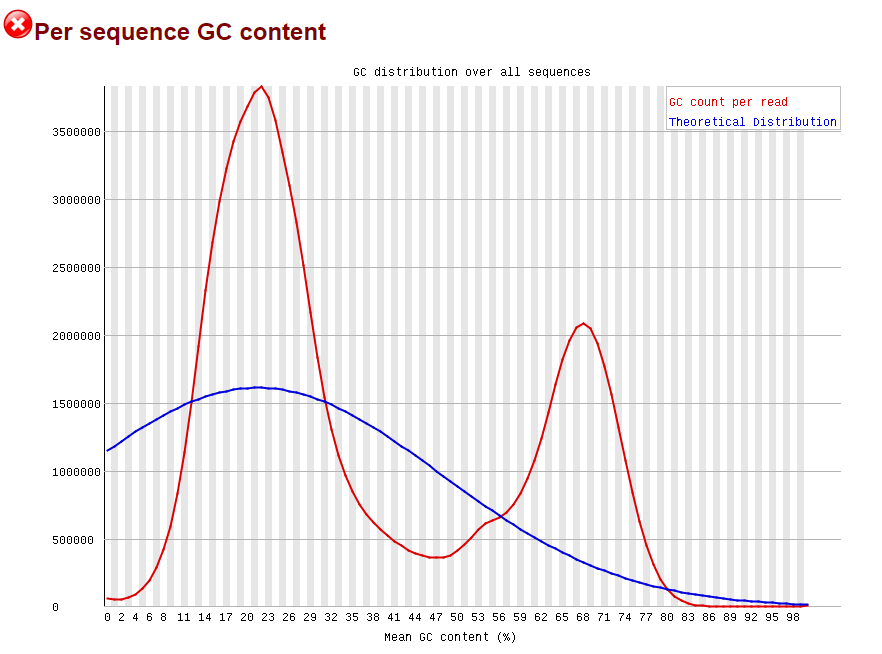 Per sequence GC content
GC distribution over all sequences
GC count per read
Theoretical Distribution
3500000
3000000
2500000
2000000
1500000
1000000
500000
0
0 2 4 6 8 11 14 17 20 23 26 29 32 35 38 41 44 47 50 53 56 59 62 65 68 71 74 77 80 83 86 89 92 95 98
Mean GC content (%)